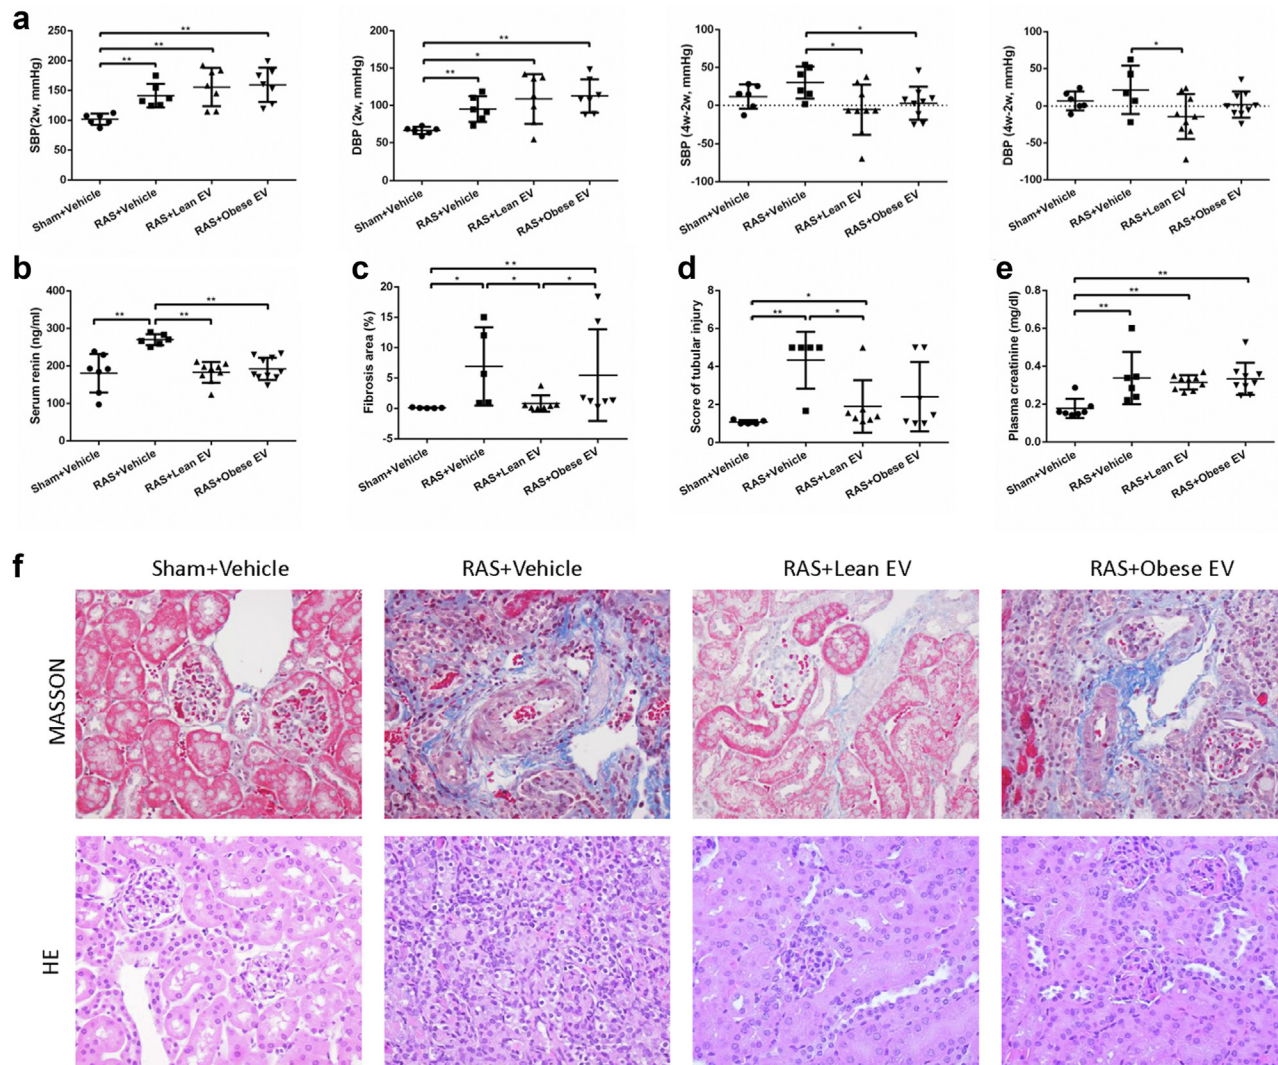 a
SBP(2w, mmHg)
250
200
150
100
50
0
**
**
**
Sham+Vehicle
RAS+Vehicle
RAS+Lean EV
RAS+Obese EV
DBP (2w, mmHg)
200
150
100
50
0
**
*
**
Sham+Vehicle
RAS+Vehicle
RAS+Lean EV
RAS+Obese EV
SBP (4w-2w, mmHg)
100
50
0
-50
-100
*
*
Sham+Vehicle
RAS+Vehicle
RAS+Lean EV
RAS+Obese EV
DBP (4w-2w, mmHg)
100
50
0
-50
-100
*
Sham+Vehicle
RAS+Vehicle
RAS+Lean EV
RAS+Obese EV
b
Serum renin (ng/ml)
400
300
200
100
0
**
** **
Sham+Vehicle
RAS+Vehicle
RAS+Lean EV
RAS+Obese EV
c
Fibrosis area (%)
20
15
10
5
0
-5
**
* * *
Sham+Vehicle
RAS+Vehicle
RAS+Lean EV
RAS+Obese EV
d
Score of tubular injury
8
6
4
2
0
*
** *
Sham+Vehicle
RAS+Vehicle
RAS+Lean EV
RAS+Obese EV
e
Plasma creatinine (mg/dl)
0.8
0.6
0.4
0.2
0.0
**
**
**
Sham+Vehicle
RAS+Vehicle
RAS+Lean EV
RAS+Obese EV
f
Sham+Vehicle RAS+Vehicle RAS+Lean EV RAS+Obese EV
MASSON
HE